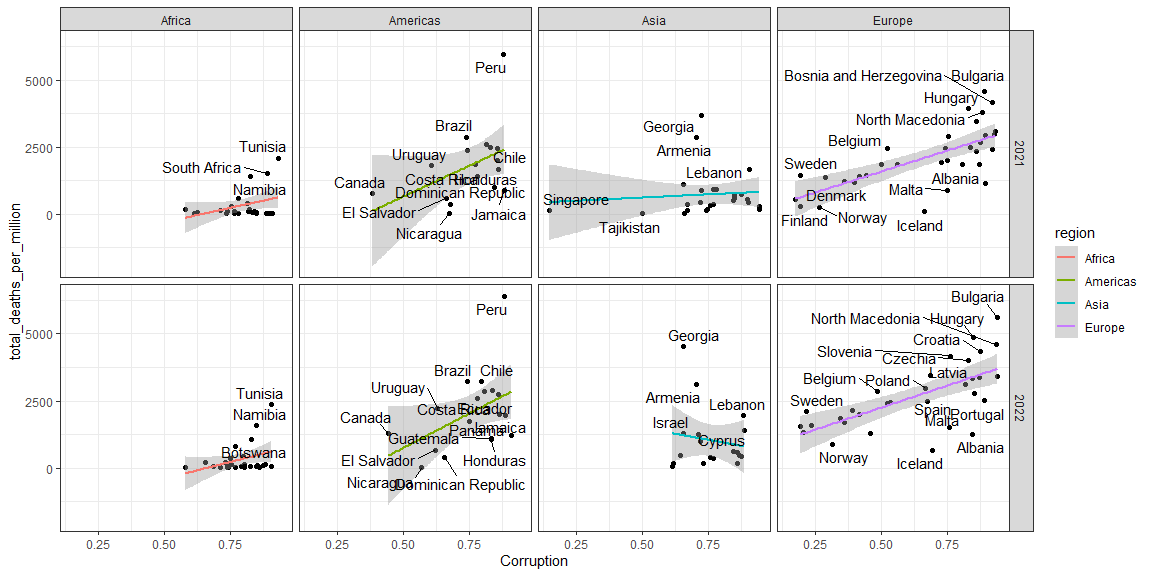 Africa
Americas
Asia
Europe
total_deaths_per_million
5000
2500
0
Tunisia
South Africa
Namibia
Peru
Brazil
Uruguay
Chile
Canada
Costa Rica
Honduras
Dominican Republic
El Salvador
Jamaica
Nicaragua
Georgia
Armenia
Lebanon
Singapore
Tajikistan
Bosnia and Herzegovina
Bulgaria
Hungary
North Macedonia
Belgium
Sweden
Albania
Malta
Denmark
Finland
Norway
Iceland
2021
5000
2500
0
Tunisia
Namibia
Botswana
Peru
Brazil
Chile
Uruguay
Costa Rica
Ecuador
Canada
Panama
Jamaica
Guatemala
El Salvador
Honduras
Nicaragua
Dominican Republic
Georgia
Armenia
Lebanon
Israel
Cyprus
Bulgaria
North Macedonia
Hungary
Croatia
Slovenia
Czechia
Latvia
Belgium
Poland
Sweden
Spain
Portugal
Malta
Norway
Albania
Iceland
2022
0.25
0.50
0.75
0.25
0.50
0.75
0.25
0.50
0.75
0.25
0.50
0.75
Corruption
region
Africa
Americas
Asia
Europe